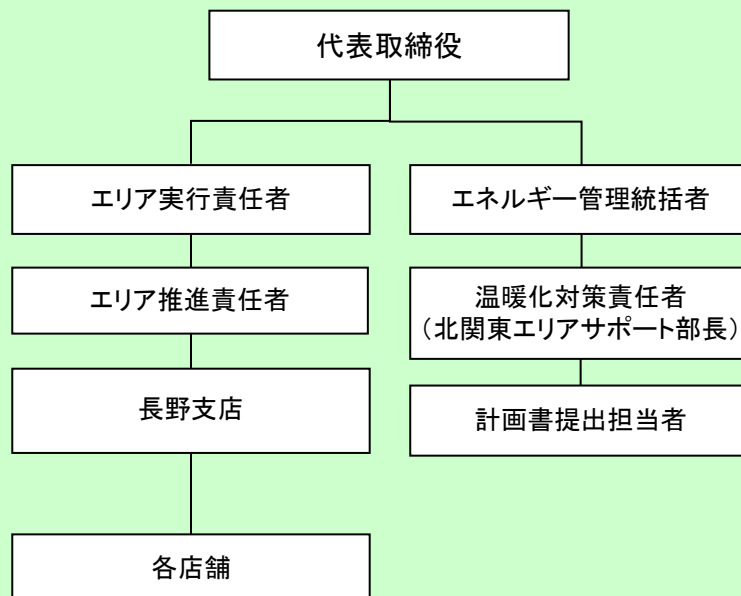 代表取締役
エリア実行責任者
エネルギー管理統括者
エリア推進責任者
温暖化対策責任者
（北関東エリアサポート部長）
長野支店
計画書提出担当者
各店舗